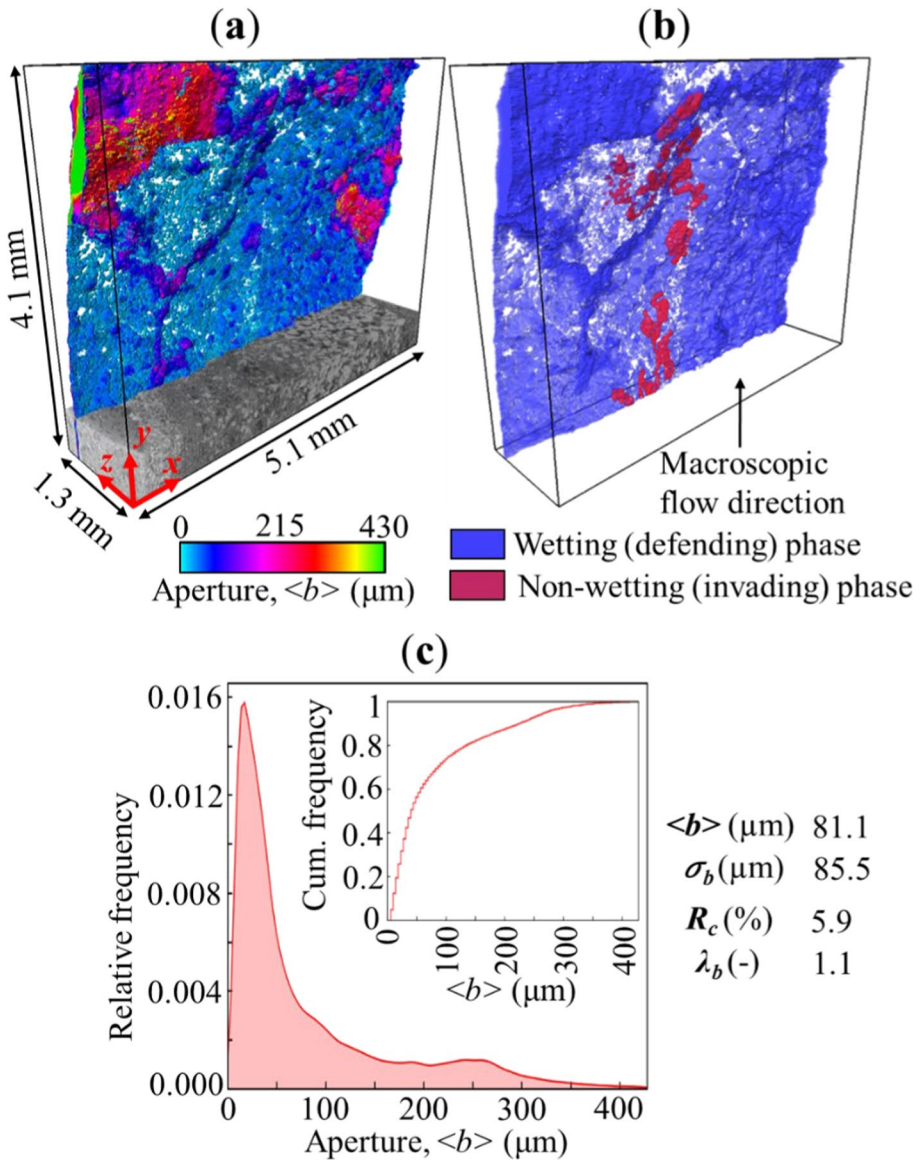 (a)
(b)
4.1 mm
y
z
x
1.3 mm
5.1 mm
Macroscopic
flow direction
0 215 430
Aperture, <b> (μm)
Wetting (defending) phase
Non-wetting (invading) phase
(c)
Relative frequency
0.016
0.012
0.008
0.004
0.000
0 100 200 300 400
Aperture, <b> (μm)
Cum. frequency
1
0.8
0.6
0.4
0.2
0
0 100 200 400
<b> (μm)
<b> (μm) 81.1
σb(μm) 85.5
Rc(%) 5.9
λb(-) 1.1